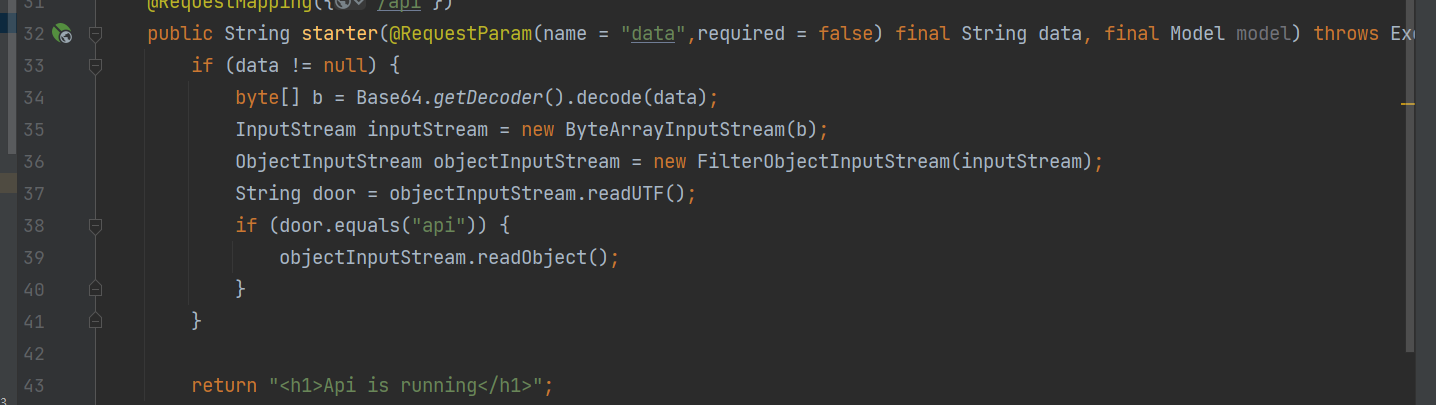 31 @RequestMapping({"/api"})
32 public String starter(@RequestParam(name = "data",required = false) final String data, final Model model) throws Exc
33 if (data != null) {
34 byte[] b = Base64.getDecoder().decode(data);
35 InputStream inputStream = new ByteArrayInputStream(b);
36 ObjectInputStream objectInputStream = new FilterObjectInputStream(inputStream);
37 String door = objectInputStream.readUTF();
38 if (door.equals("api")) {
39 objectInputStream.readObject();
40 }
41 }
42
43 return "<h1>Api is running</h1>";
3